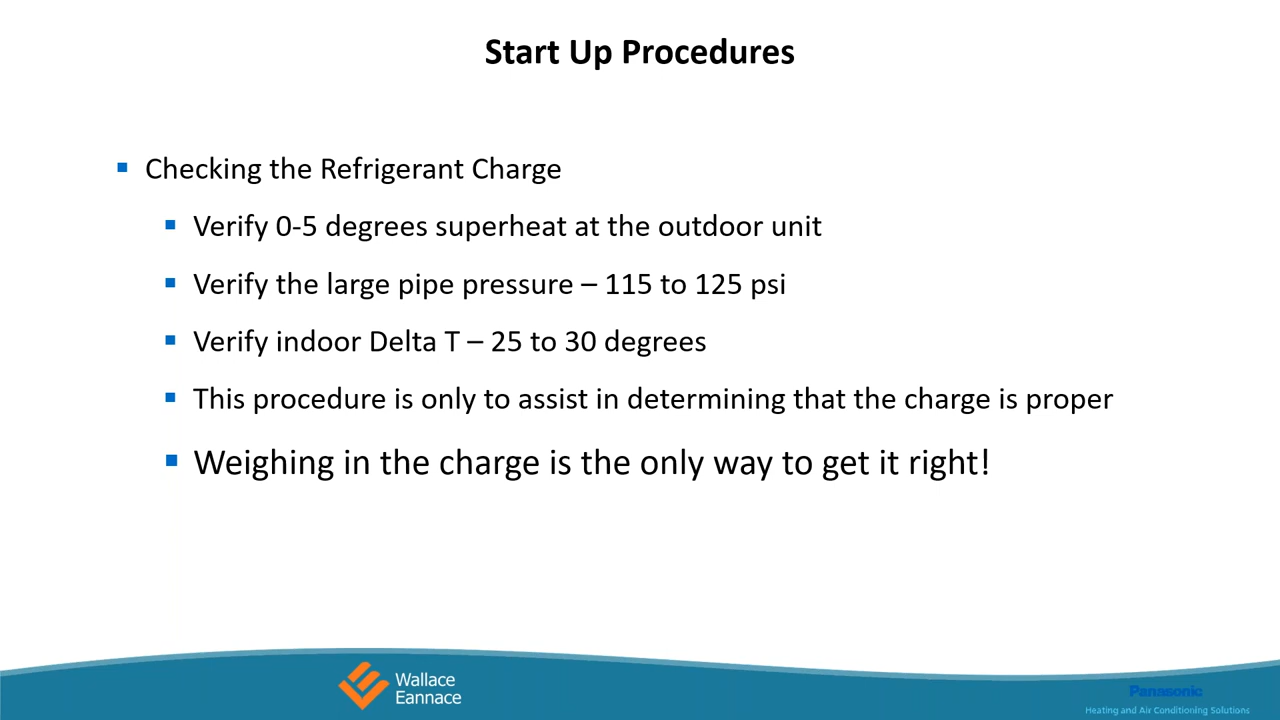 Start Up Procedures
Checking the Refrigerant Charge
Verify 0-5 degrees superheat at the outdoor unit
Verify the large pipe pressure – 115 to 125 psi
Verify indoor Delta T – 25 to 30 degrees
This procedure is only to assist in determining that the charge is proper
Weighing in the charge is the only way to get it right!
Wallace
Eannace
Panasonic
Heating and Air Conditioning Solutions